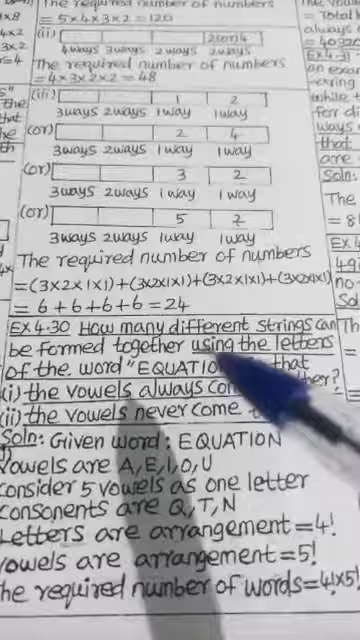 The required number of numbers
= 5×4×3×2 = 120
(ii) 2(or)4
4ways 3ways 2ways 2ways
The required number of numbers
= 4×3×2×2 = 48
(iii) 1 2
3ways 2ways 1way 1way
(or) 2 4
3ways 2ways 1way 1way
(or) 3 2
3ways 2ways 1way 1way
(or) 5 2
3ways 2ways 1way 1way
The required number of numbers
=(3×2×1×1)+(3×2×1×1)+(3×2×1×1)+(3×2×1×1)
= 6+6+6+6 = 24
EX 4.30 How many different strings can
be formed together using the letters
of the word "EQUATIO that
(i) the vowels always
(ii) the vowels never come
Soln: Given word: EQUATION
Vowels are A, E, I, O, U
consider 5 vowels as one letter
consonents are Q, T, N
Letters are arrangement = 4!
vowels are arrangement = 5!
The required number of words = 4!×5!